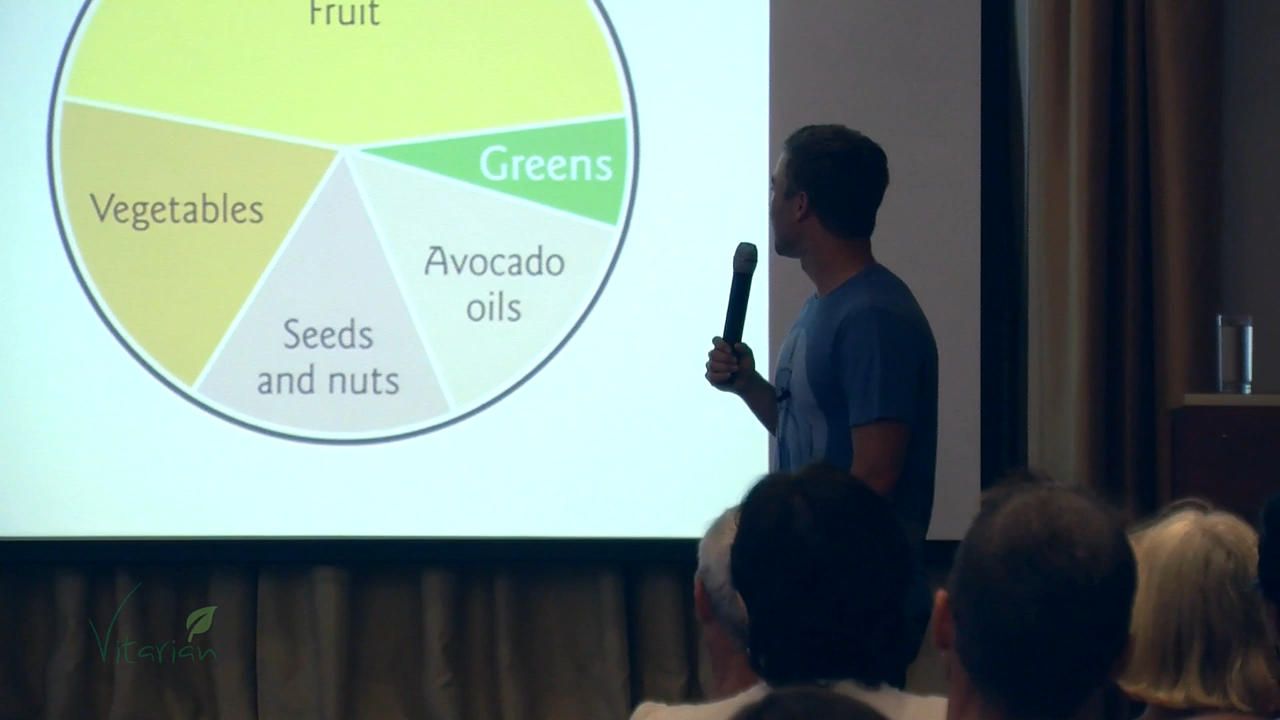 Fruit
Greens
Vegetables
Avocado
oils
Seeds
and nuts
Vitarian